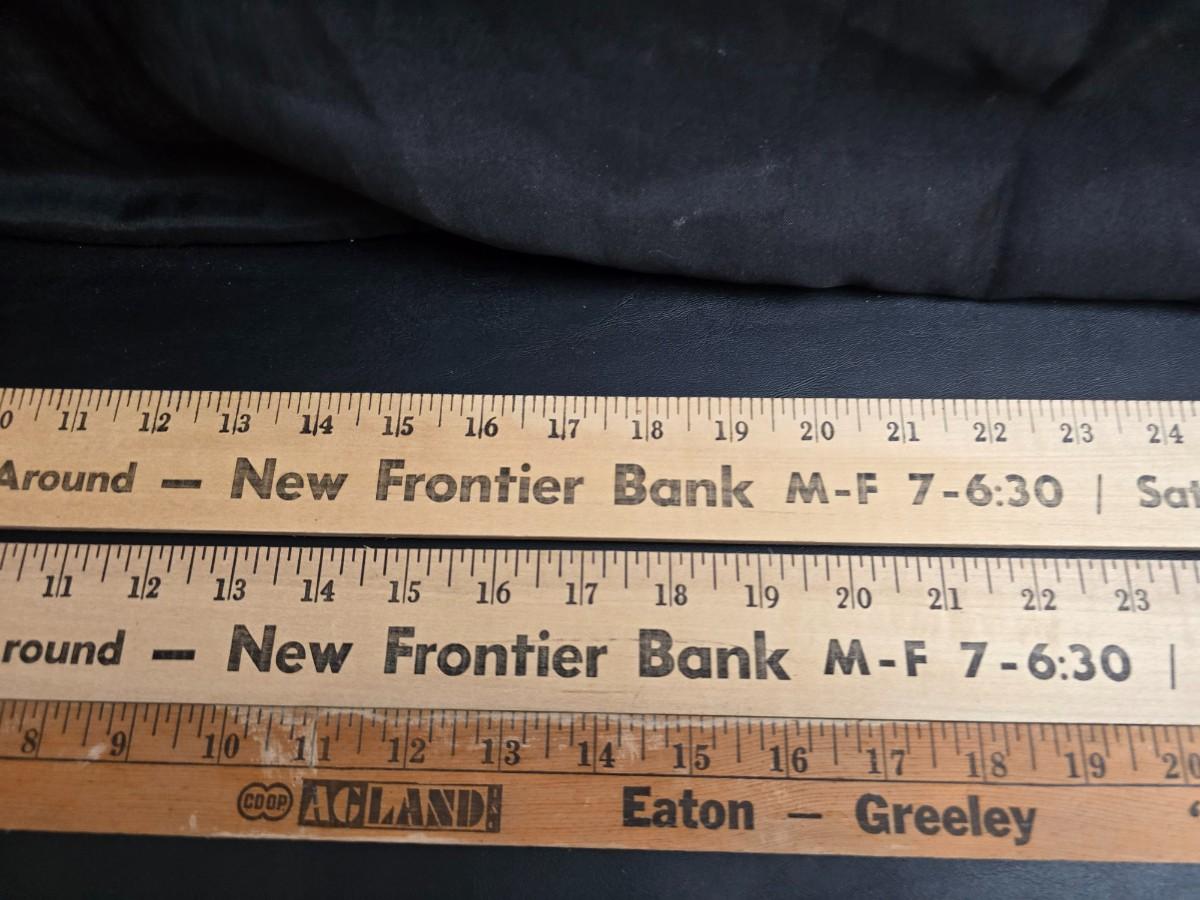 0 11 12 13 14 15 16 17 18 19 20 21 22 23 24
Around — New Frontier Bank M-F 7-6:30 | Sat
11 12 13 14 15 16 17 18 19 20 21 22 23
round — New Frontier Bank M-F 7-6:30 |
8 9 10 11 12 13 14 15 16 17 18 19 20
COOP AGLAND Eaton — Greeley “